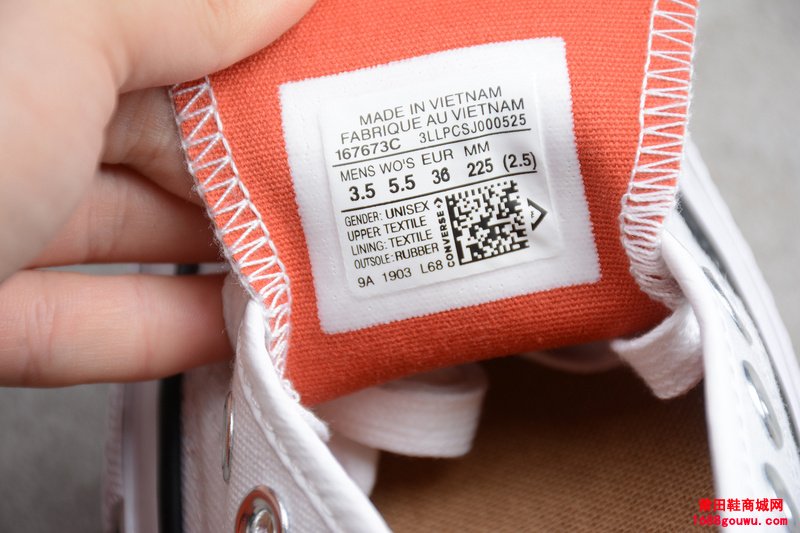 MADE IN VIETNAM
FABRIQUE AU VIETNAM
167673C 3LLPCSJ000525
MENS WO'S EUR MM
3.5 5.5 36 225 (2.5)
GENDER: UNISEX
UPPER: TEXTILE
LINING: TEXTILE
OUTSOLE: RUBBER
CONVERSE
9A 1903 L68
莆田鞋商城网
1588gouwu.com